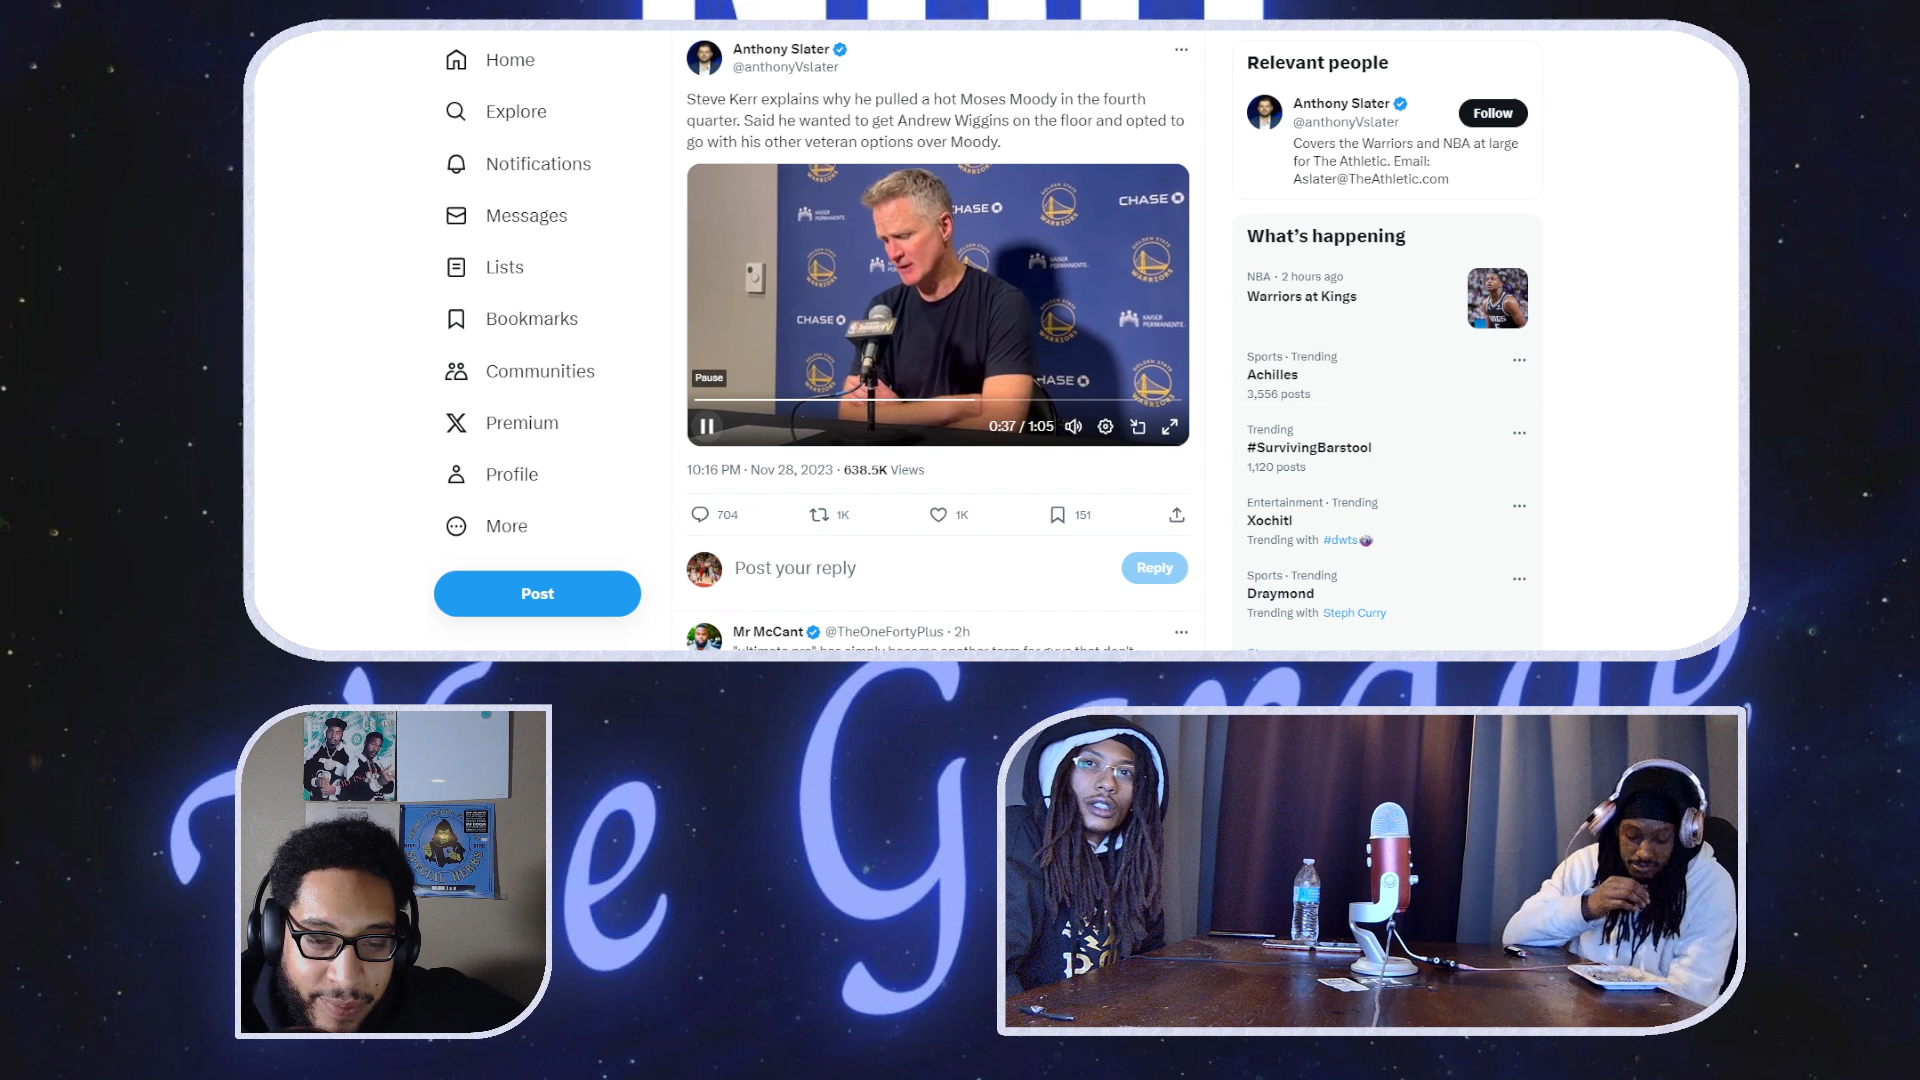 Home
Explore
Notifications
Messages
Lists
Bookmarks
Communities
Premium
Profile
More
Post
Anthony Slater
@anthonyVslater
Steve Kerr explains why he pulled a hot Moses Moody in the fourth
quarter. Said he wanted to get Andrew Wiggins on the floor and opted to
go with his other veteran options over Moody.
CHASE
CHASE
CHASE
Pause
0:37 / 1:05
10:16 PM · Nov 28, 2023 · 638.5K Views
704
1K
1K
151
Post your reply
Reply
Mr McCant @TheOneFortyPlus · 2h
Relevant people
Anthony Slater
@anthonyVslater
Follow
Covers the Warriors and NBA at large
for The Athletic. Email:
Aslater@TheAthletic.com
What's happening
NBA · 2 hours ago
Warriors at Kings
Sports · Trending
Achilles
3,556 posts
Trending
#SurvivingBarstool
1,120 posts
Entertainment · Trending
Xochitl
Trending with #dwts
Sports · Trending
Draymond
Trending with Steph Curry